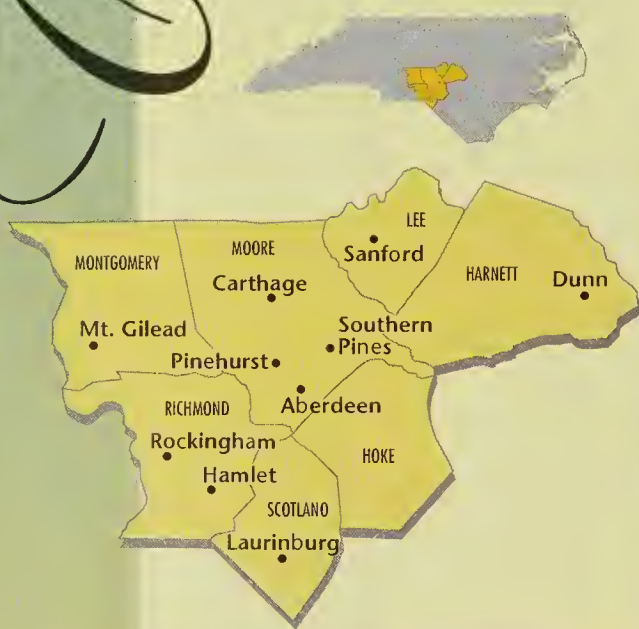 LEE
MOORE
Sanford
MONTGOMERY
HARNETT
Carthage
Dunn
Mt. Gilead
Southern
Pines
Pinehurst
Aberdeen
RICHMOND
Rockingham
HOKE
Hamlet
SCOTLANO
Laurinburg